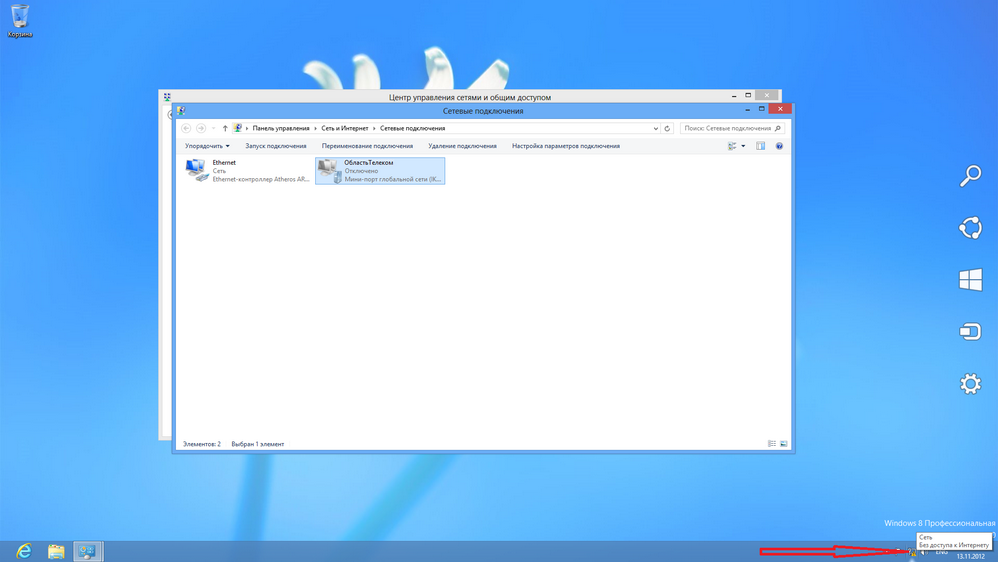 Корзина
Центр управления сетями и общим доступом
Сетевые подключения
Панель управления
Сеть и Интернет
Сетевые подключения
Поиск: Сетевые подключения
Упорядочить
Запуск подключения
Переименование подключения
Удаление подключения
Настройка параметров подключения
Ethernet
Сеть
Ethernet-контроллер Atheros AR...
ОбластьТелеком
Отключено
Мини-порт глобальной сети (IK...
Элементов: 2
Выбран 1 элемент
Windows 8 Профессиональная
Сеть
Без доступа к Интернету
ENG
13.11.2012